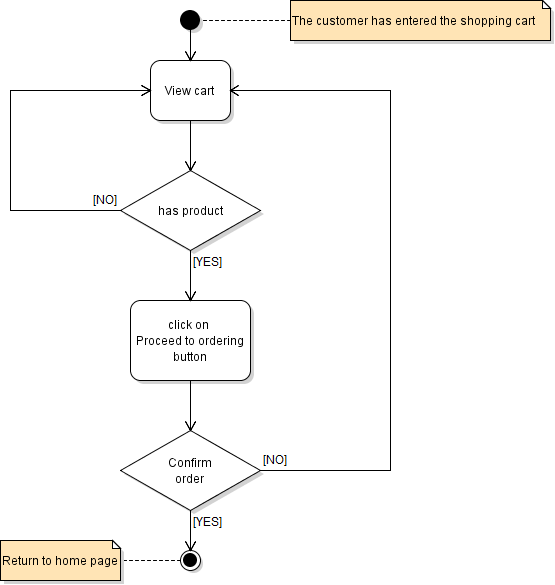 The customer has entered the shopping cart
View cart
[NO]
has product
[YES]
click on
Proceed to ordering
button
Confirm
order
[NO]
[YES]
Return to home page